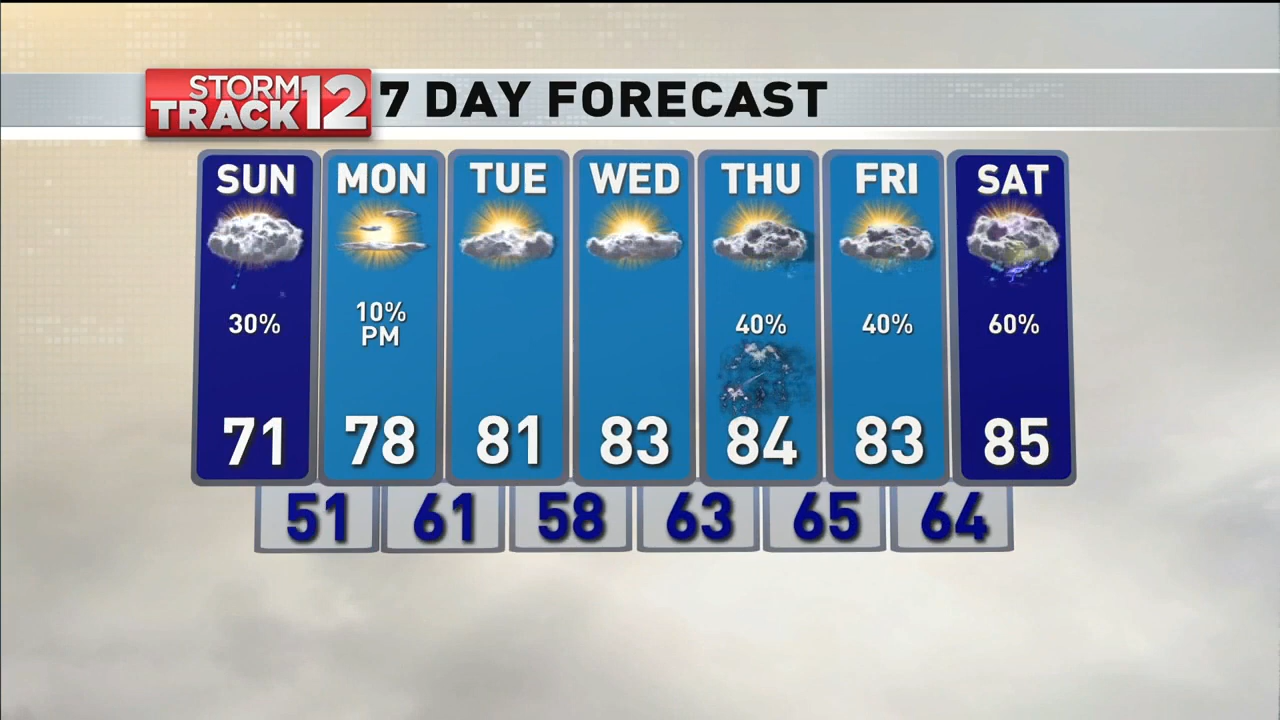 STORM
TRACK 12
7 DAY FORECAST
SUN MON TUE WED THU FRI SAT
30% 10% PM 40% 40% 60%
71 78 81 83 84 83 85
51 61 58 63 65 64